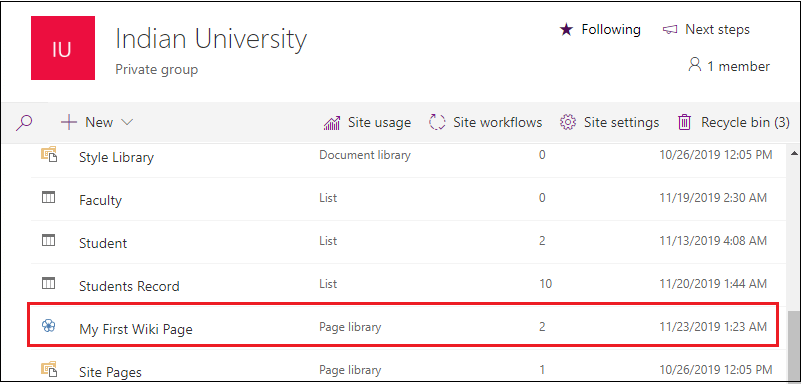 IU
Indian University
Private group
Following Next steps
1 member
New Site usage Site workflows Site settings Recycle bin (3)
Style Library Document library 0 10/26/2019 12:05 PM
Faculty List 0 11/19/2019 2:30 AM
Student List 2 11/13/2019 4:08 AM
Students Record List 10 11/20/2019 1:44 AM
My First Wiki Page Page library 2 11/23/2019 1:23 AM
Site Pages Page library 1 10/26/2019 12:05 PM